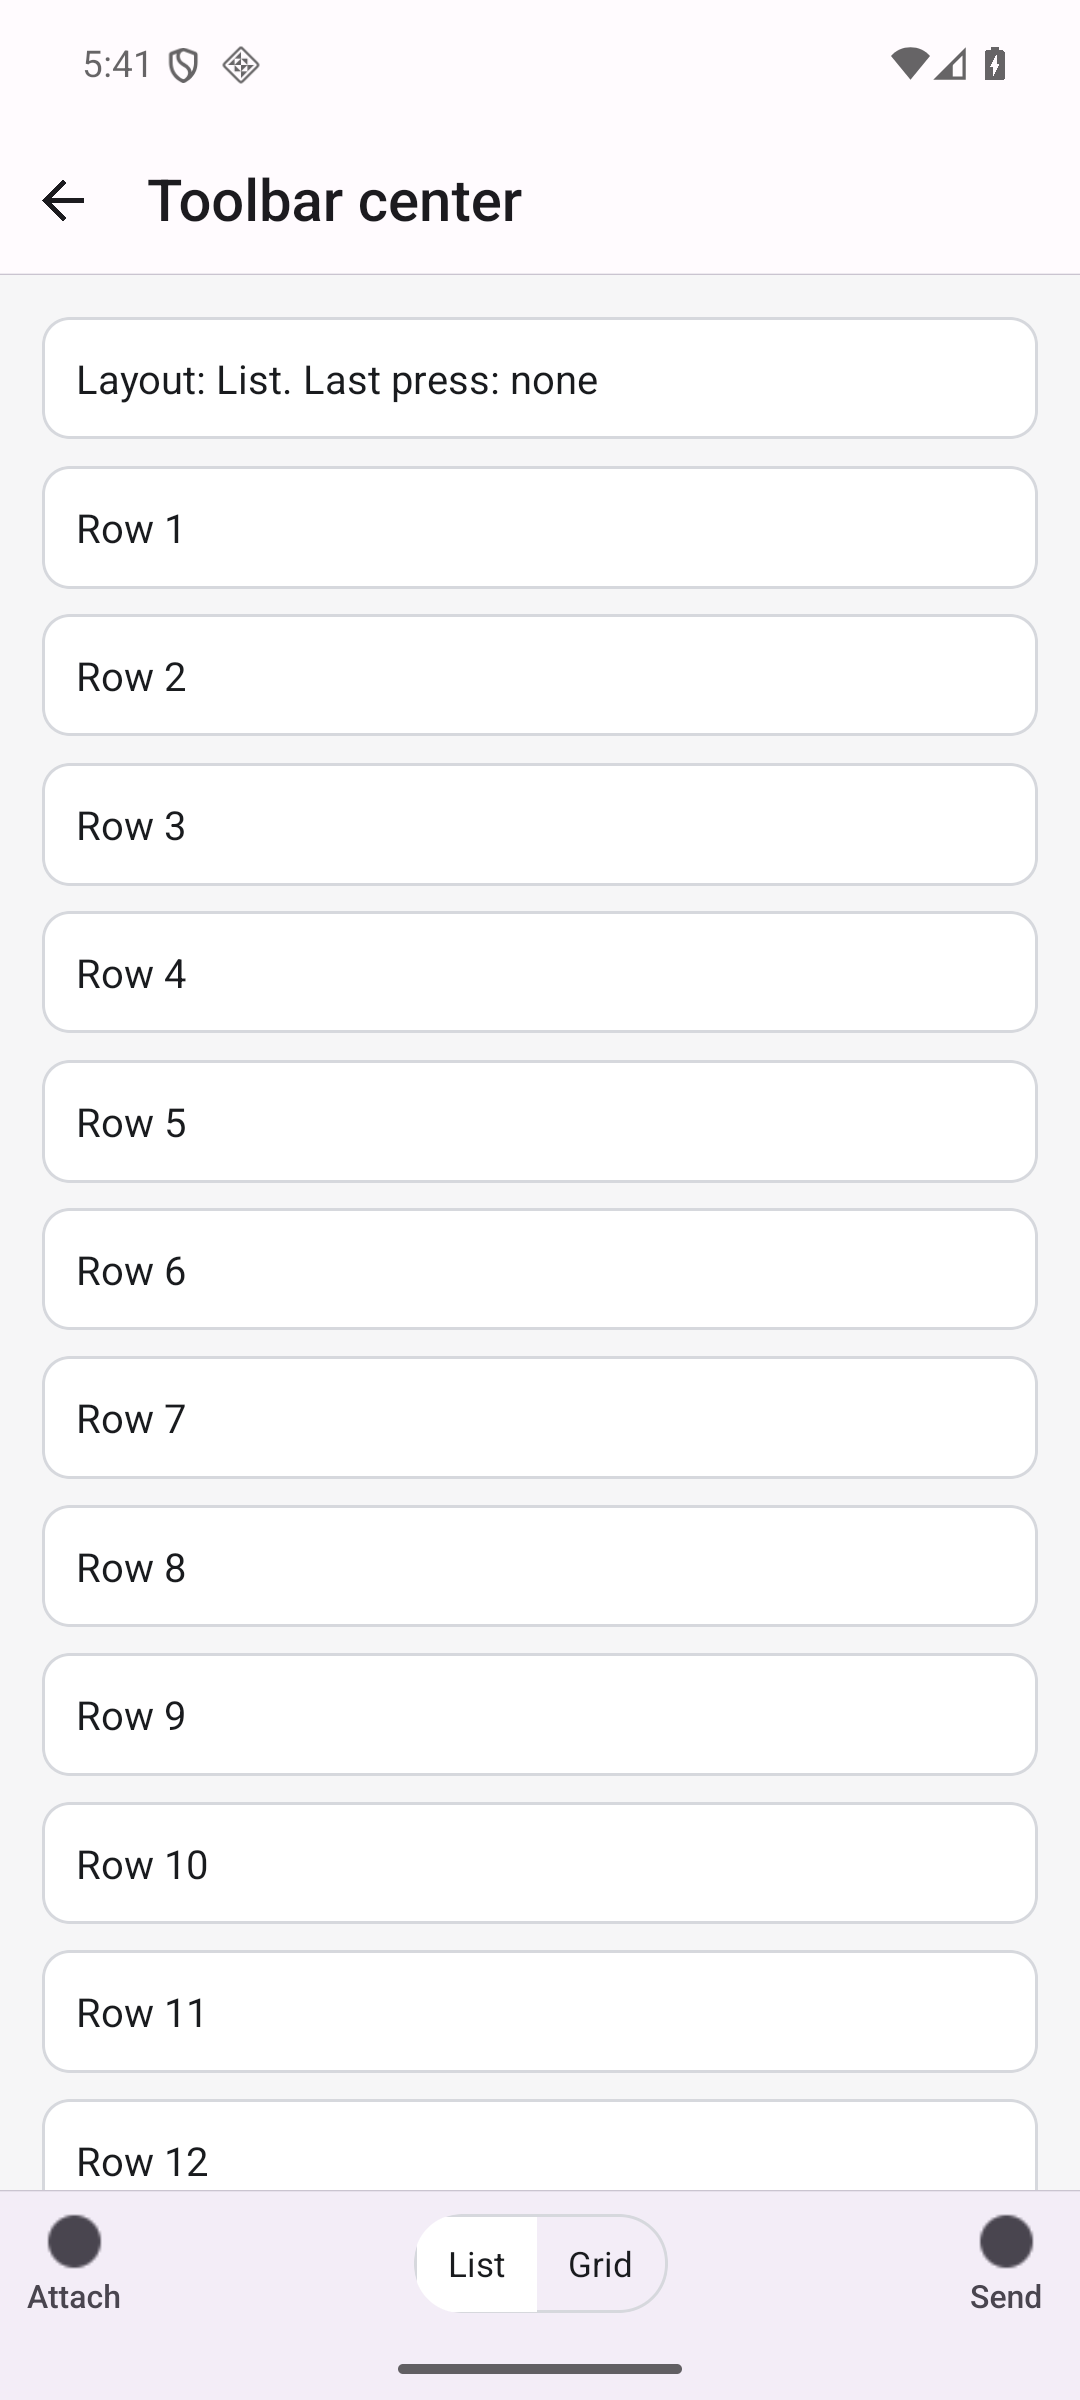 5:41
Toolbar center
Layout: List. Last press: none
Row 1
Row 2
Row 3
Row 4
Row 5
Row 6
Row 7
Row 8
Row 9
Row 10
Row 11
Row 12
Attach
List
Grid
Send